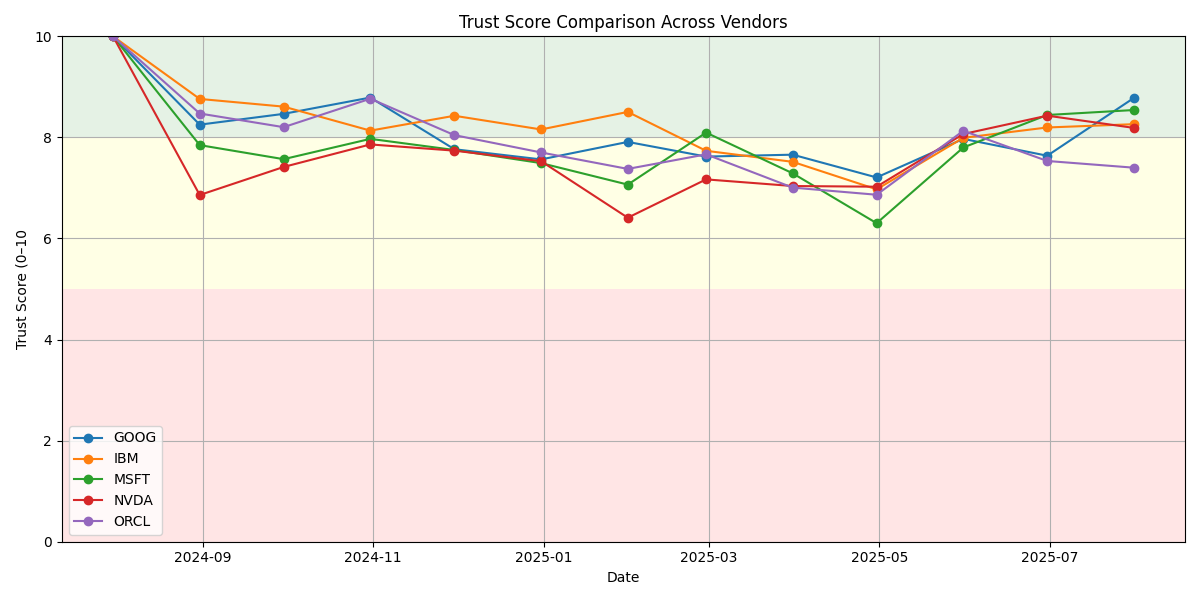 Trust Score Comparison Across Vendors
10
8
6
4
2
0
Trust Score (0–10
GOOG
IBM
MSFT
NVDA
ORCL
2024-09
2024-11
2025-01
2025-03
2025-05
2025-07
Date